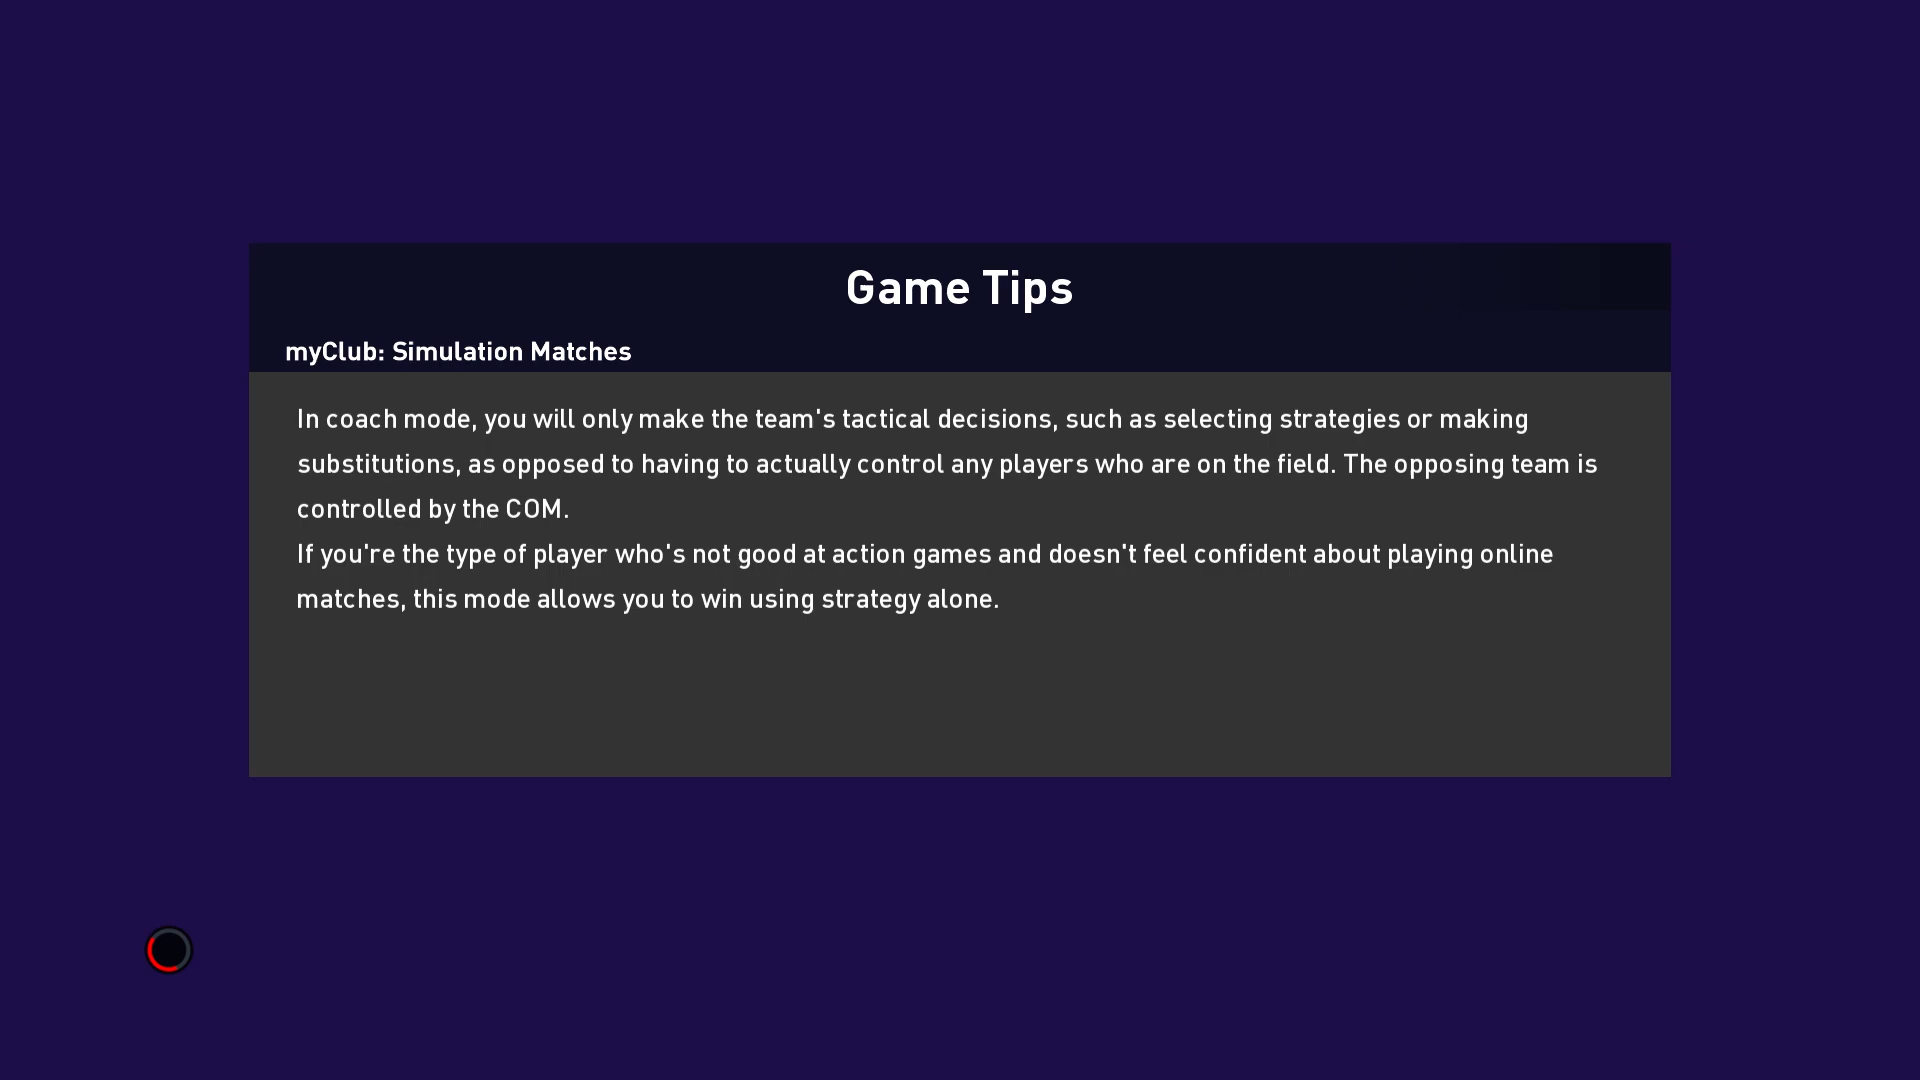 Game Tips
myClub: Simulation Matches
In coach mode, you will only make the team's tactical decisions, such as selecting strategies or making
substitutions, as opposed to having to actually control any players who are on the field. The opposing team is
controlled by the COM.
If you're the type of player who's not good at action games and doesn't feel confident about playing online
matches, this mode allows you to win using strategy alone.